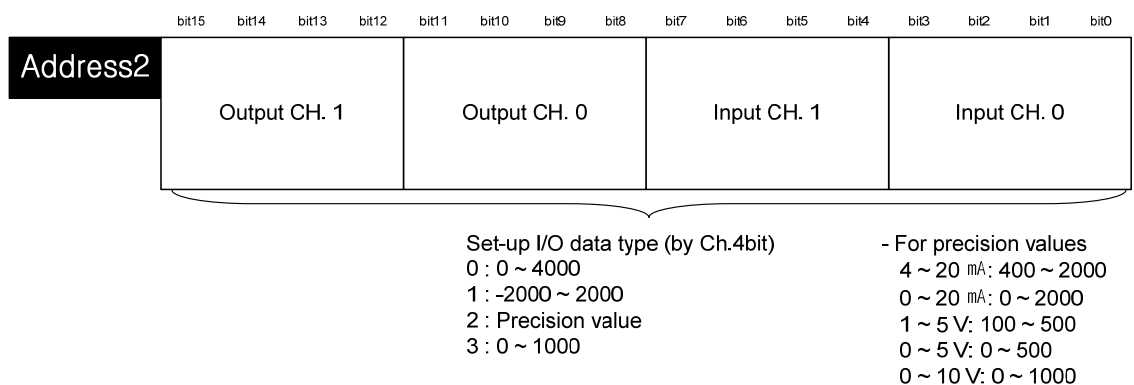 bit15 bit14 bit13 bit12 bit11 bit10 bit9 bit8 bit7 bit6 bit5 bit4 bit3 bit2 bit1 bit0
Address2
Output CH. 1 Output CH. 0 Input CH. 1 Input CH. 0
Set-up I/O data type (by Ch.4bit)
0 : 0 ~ 4000
1 : -2000 ~ 2000
2 : Precision value
3 : 0 ~ 1000
- For precision values
4 ~ 20 ㎃: 400 ~ 2000
0 ~ 20 ㎃: 0 ~ 2000
1 ~ 5 V: 100 ~ 500
0 ~ 5 V: 0 ~ 500
0 ~ 10 V: 0 ~ 1000